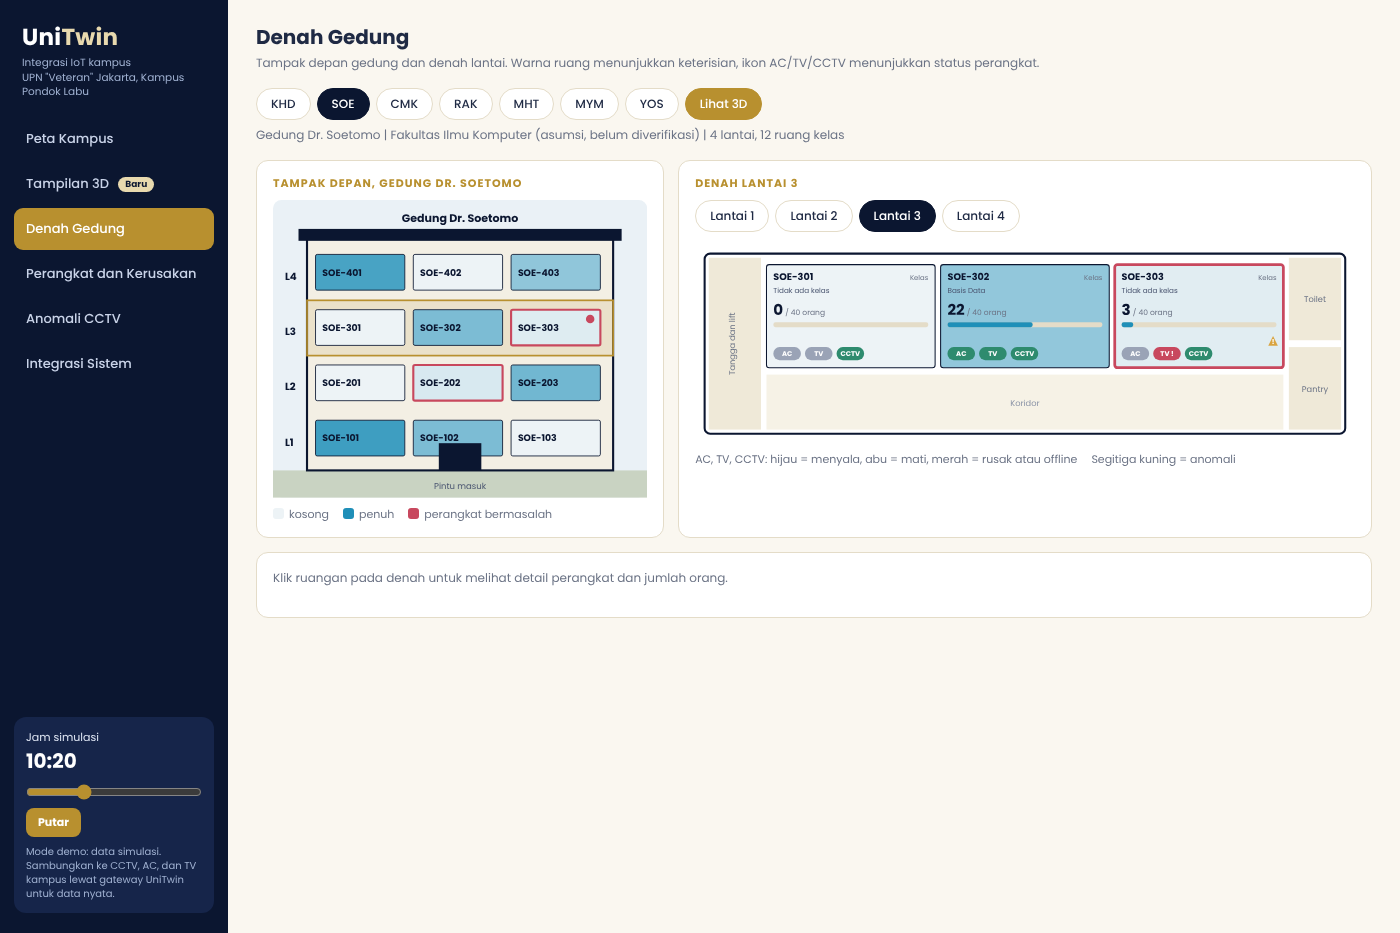 UniTwin
Integrasi IoT kampus
UPN "Veteran" Jakarta, Kampus
Pondok Labu
Peta Kampus
Tampilan 3D Baru
Denah Gedung
Perangkat dan Kerusakan
Anomali CCTV
Integrasi Sistem
Jam simulasi
10:20
Putar
Mode demo: data simulasi.
Sambungkan ke CCTV, AC, dan TV
kampus lewat gateway UniTwin
untuk data nyata.
Denah Gedung
Tampak depan gedung dan denah lantai. Warna ruang menunjukkan keterisian, ikon AC/TV/CCTV menunjukkan status perangkat.
KHD SOE CMK RAK MHT MYM YOS Lihat 3D
Gedung Dr. Soetomo | Fakultas Ilmu Komputer (asumsi, belum diverifikasi) | 4 lantai, 12 ruang kelas
TAMPAK DEPAN, GEDUNG DR. SOETOMO
Gedung Dr. Soetomo
L4 SOE-401 SOE-402 SOE-403
L3 SOE-301 SOE-302 SOE-303
L2 SOE-201 SOE-202 SOE-203
L1 SOE-101 SOE-102 SOE-103
Pintu masuk
kosong penuh perangkat bermasalah
DENAH LANTAI 3
Lantai 1 Lantai 2 Lantai 3 Lantai 4
Tangga dan lift
SOE-301 Kelas
Tidak ada kelas
0 / 40 orang
AC TV CCTV
SOE-302 Kelas
Basis Data
22 / 40 orang
AC TV CCTV
SOE-303 Kelas
Tidak ada kelas
3 / 40 orang
AC TV ! CCTV
Toilet
Pantry
Koridor
AC, TV, CCTV: hijau = menyala, abu = mati, merah = rusak atau offline Segitiga kuning = anomali
Klik ruangan pada denah untuk melihat detail perangkat dan jumlah orang.